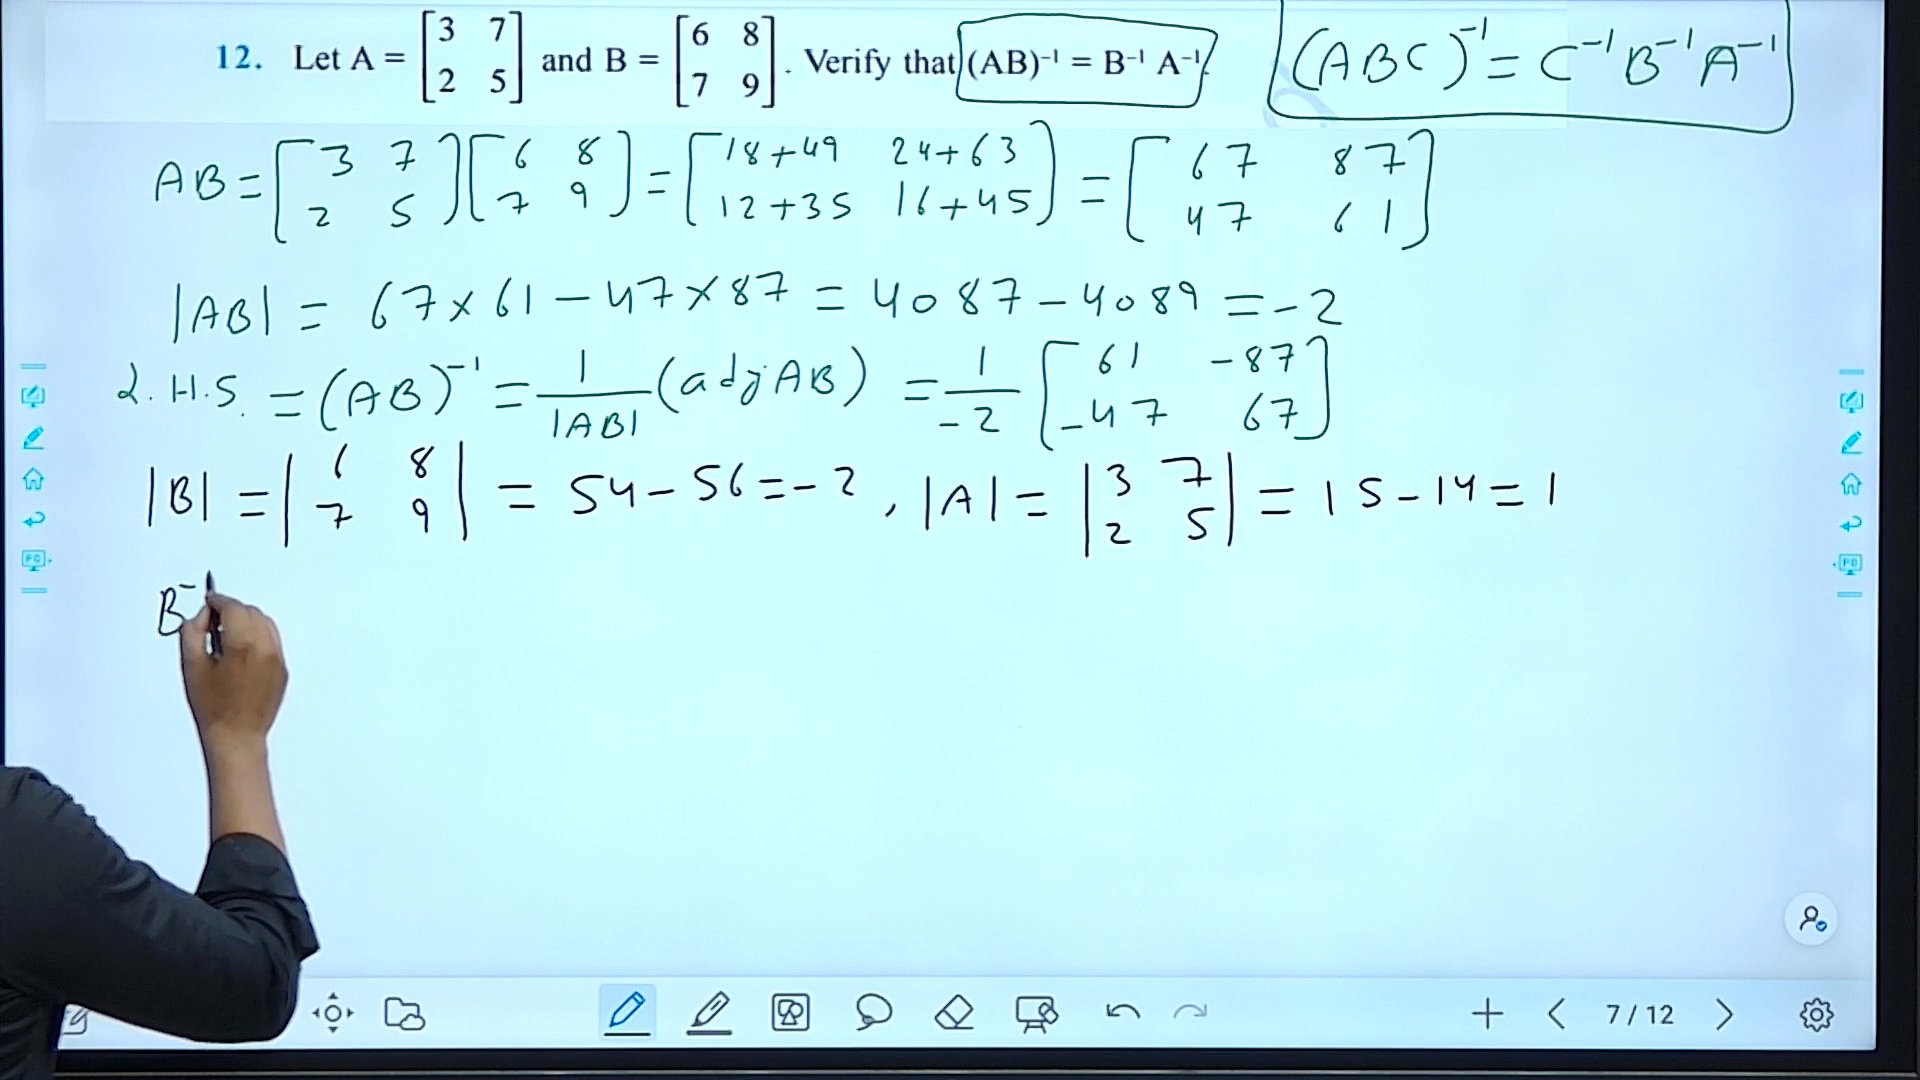 12. Let A = [3 7; 2 5] and B = [6 8; 7 9]. Verify that (AB)⁻¹ = B⁻¹ A⁻¹.
(ABC)⁻¹ = C⁻¹B⁻¹A⁻¹
AB = [3 7; 2 5][6 8; 7 9] = [18+49 24+63; 12+35 16+45] = [67 87; 47 61]
|AB| = 67×61 − 47×87 = 4087 − 4089 = −2
L.H.S. = (AB)⁻¹ = 1/|AB| (adj AB) = 1/−2 [61 −87; −47 67]
|B| = |6 8; 7 9| = 54 − 56 = −2, |A| = |3 7; 2 5| = 15 − 14 = 1
B⁻
7/12